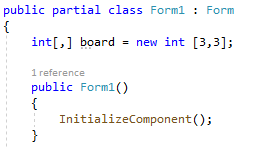 public partial class Form1 : Form
{
int[,] board = new int [3,3];
1 reference
public Form1()
{
InitializeComponent();
}